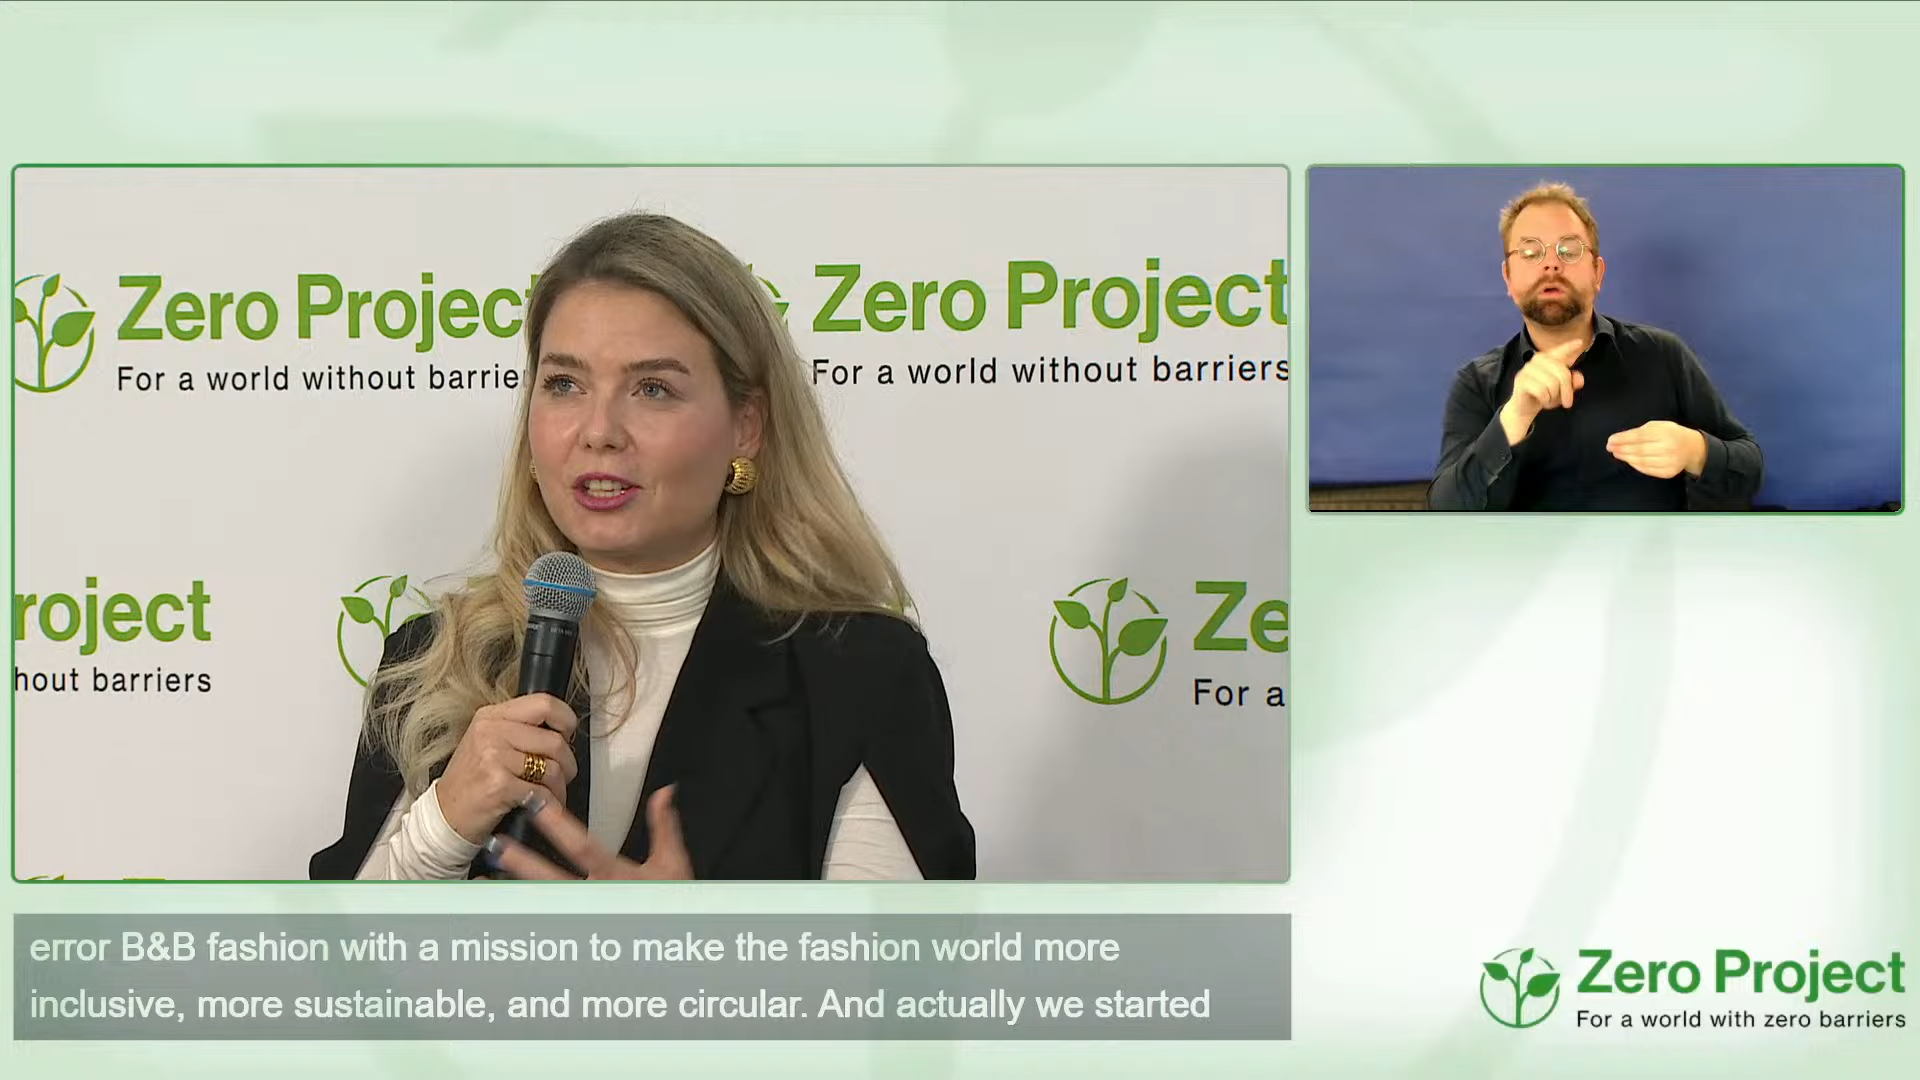 Zero Projec
For a world without barrie
Zero Project
For a world without barriers
roject
hout barriers
Ze
For a
error B&B fashion with a mission to make the fashion world more
inclusive, more sustainable, and more circular. And actually we started
Zero Project
For a world with zero barriers